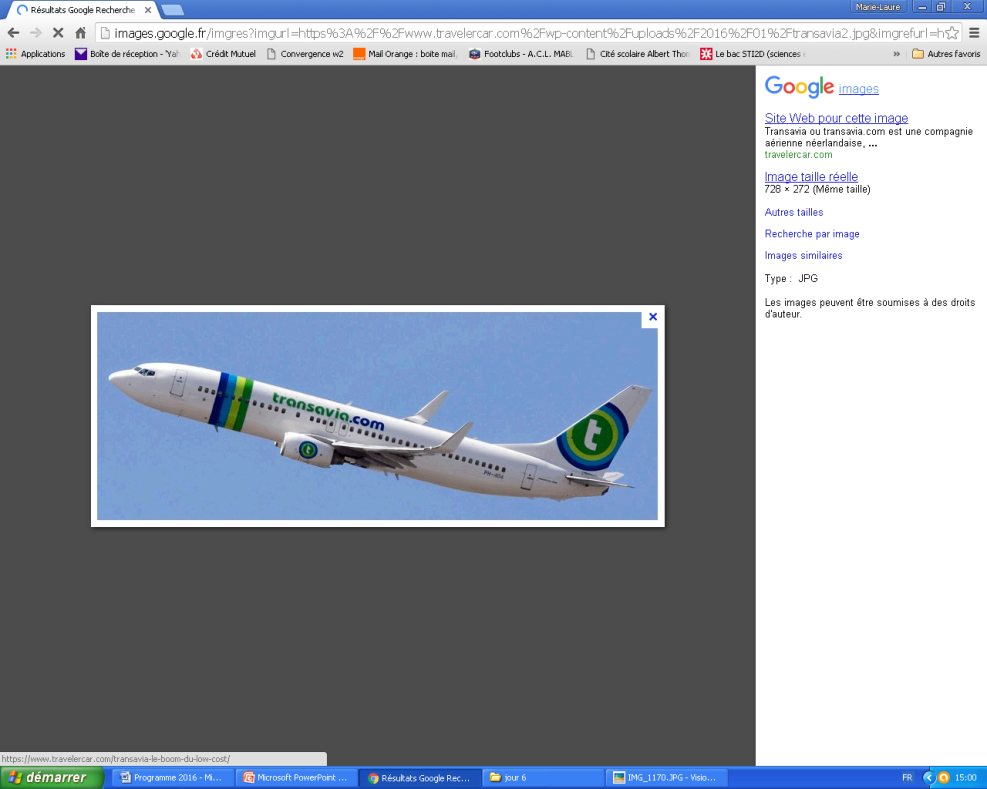 Résultats Google Recherche
Marie-Laure
images.google.fr/imgres?imgurl=https%3A%2F%2Fwww.travelercar.com%2Fwp-content%2Fuploads%2F2016%2F01%2Ftransavia2.jpg&imgrefurl=h
Applications Boîte de réception - Yah Crédit Mutuel Convergence w2 Mail Orange : boite mail Footclubs - A.C.L. MABL Cité scolaire Albert Thom Le bac STI2D (sciences e » Autres favoris
Google images
Site Web pour cette image
Transavia ou transavia.com est une compagnie
aérienne néerlandaise, ...
travelercar.com
Image taille réelle
728 × 272 (Même taille)
Autres tailles
Recherche par image
Images similaires
Type : JPG
Les images peuvent être soumises à des droits
d'auteur.
transavia.com
t
t
https://www.travelercar.com/transavia-le-boom-du-low-cost/
démarrer Programme 2016 - Mi... Microsoft PowerPoint ... Résultats Google Rec... jour 6 IMG_1170.JPG - Visio... FR 15:00